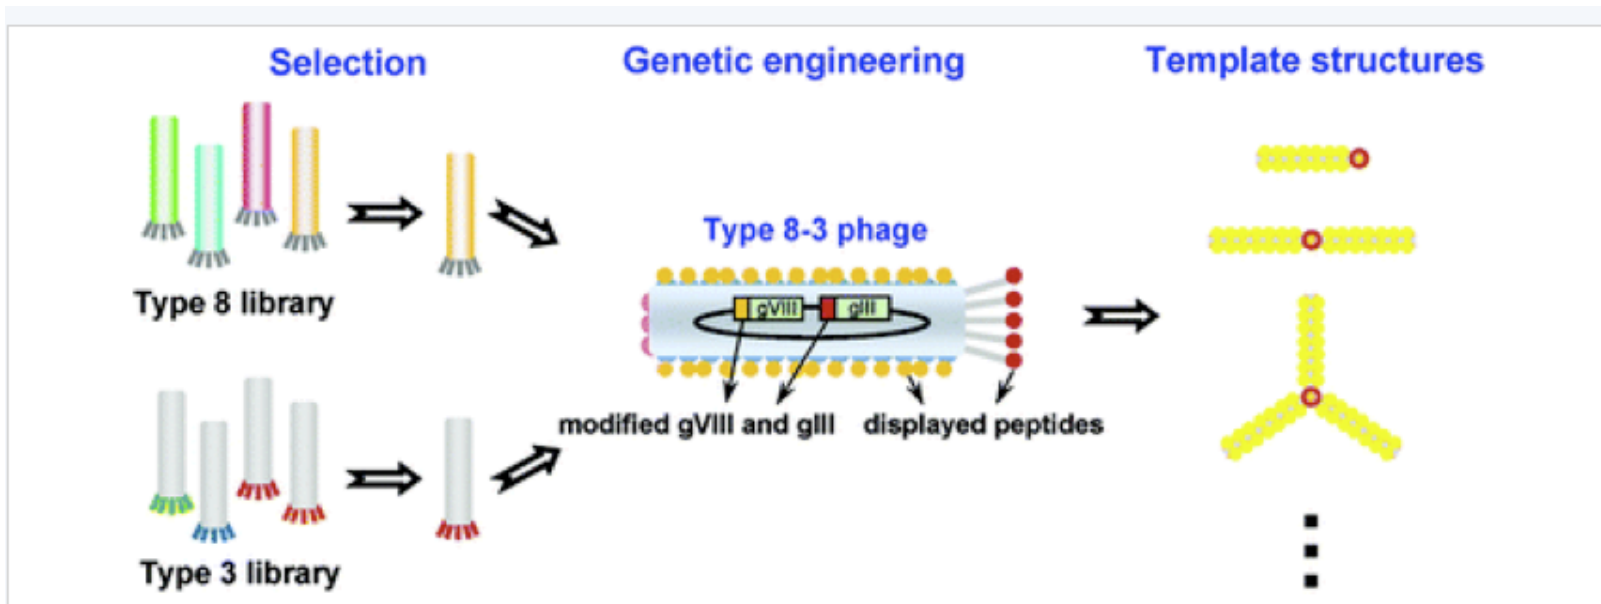 Selection
Genetic engineering
Template structures
Type 8 library
Type 8-3 phage
gVIII
gIII
modified gVIII and gIII
displayed peptides
Type 3 library